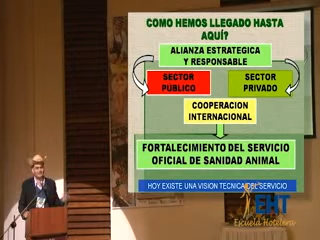 COMO HEMOS LLEGADO HASTA
AQUÍ?
ALIANZA ESTRATEGICA
Y RESPONSABLE
SECTOR
PÚBLICO
SECTOR
PRIVADO
COOPERACION
INTERNACIONAL
FORTALECIMIENTO DEL SERVICIO
OFICIAL DE SANIDAD ANIMAL
HOY EXISTE UNA VISION TECNICA DEL SERVICIO
EHT
Escuela Hotelera